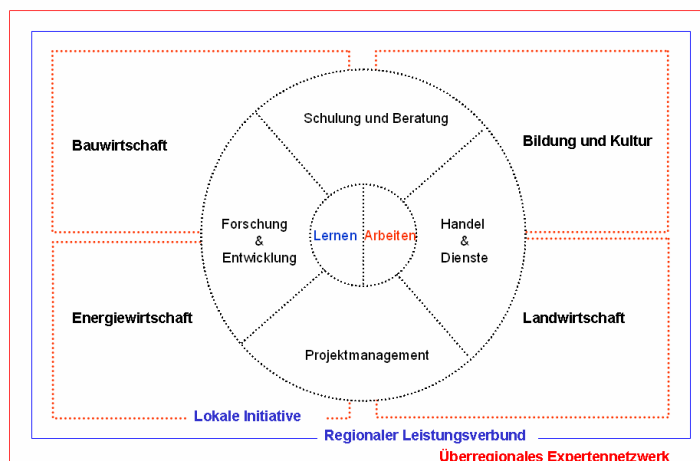 Schulung und Beratung
Bauwirtschaft
Bildung und Kultur
Forschung
&
Entwicklung
Lernen
Arbeiten
Handel
&
Dienste
Energiewirtschaft
Landwirtschaft
Projektmanagement
Lokale Initiative
Regionaler Leistungsverbund
Überregionales Expertennetzwerk